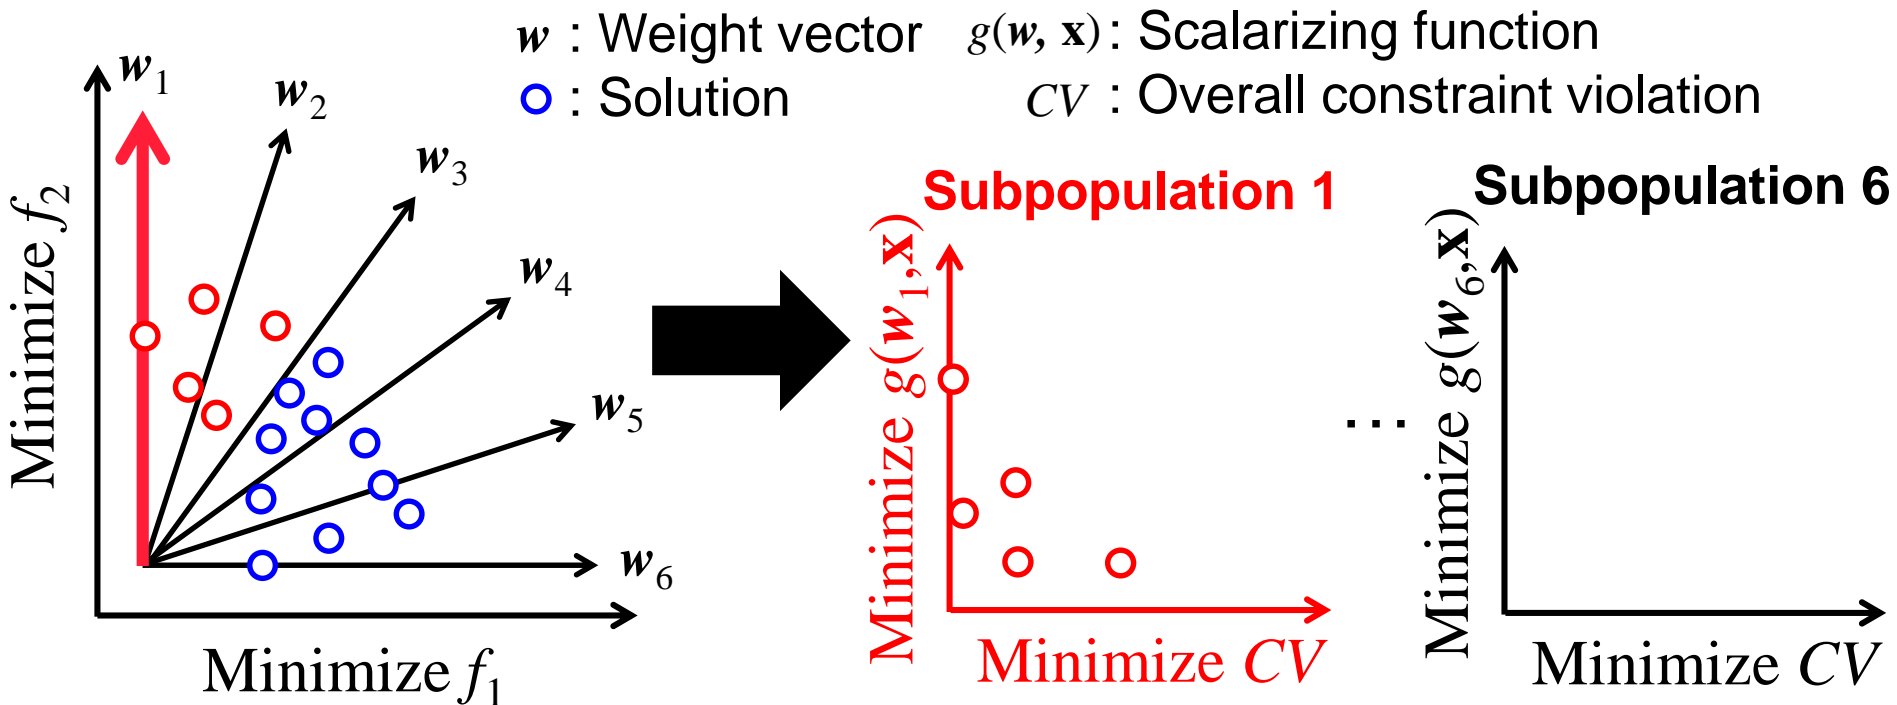 w : Weight vector
g(w, x) : Scalarizing function
: Solution
CV : Overall constraint violation
w1
w2
w3
w4
w5
w6
Minimize f2
Minimize f1
Subpopulation 1
Minimize g(w1,x)
Minimize CV
...
Subpopulation 6
Minimize g(w6,x)
Minimize CV